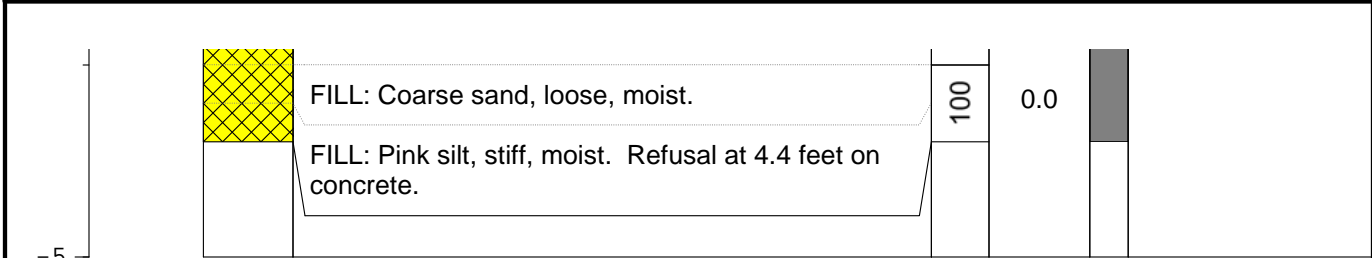 FILL: Coarse sand, loose, moist.
100
0.0
FILL: Pink silt, stiff, moist.  Refusal at 4.4 feet on
concrete.
-5